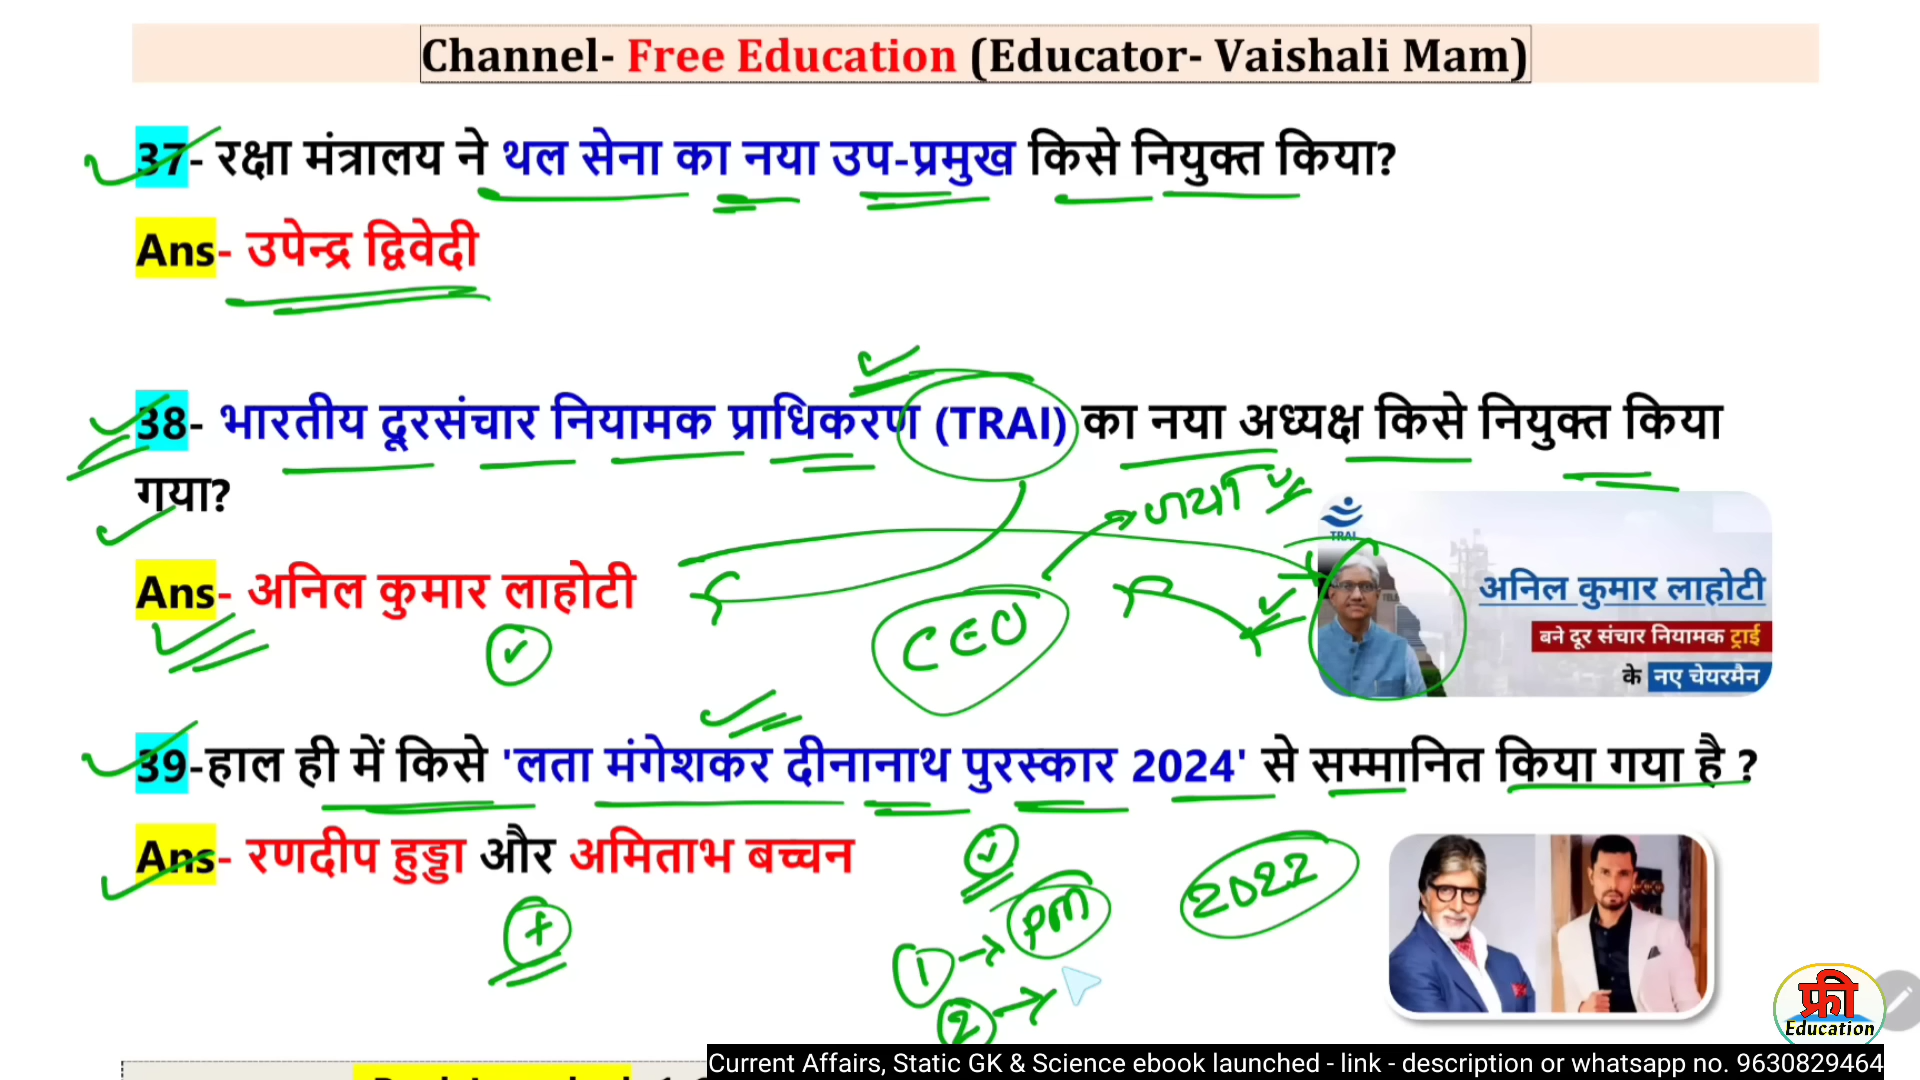 Channel- Free Education (Educator- Vaishali Mam)
37- रक्षा मंत्रालय ने थल सेना का नया उप-प्रमुख किसे नियुक्त किया?
Ans- उपेन्द्र द्विवेदी
38- भारतीय दूरसंचार नियामक प्राधिकरण (TRAI) का नया अध्यक्ष किसे नियुक्त किया
गया?
Ans- अनिल कुमार लाहोटी
CEO
TRAI
अनिल कुमार लाहोटी
बने दूर संचार नियामक ट्राई
के नए चेयरमैन
39-हाल ही में किसे 'लता मंगेशकर दीनानाथ पुरस्कार 2024' से सम्मानित किया गया है ?
Ans- रणदीप हुड्डा और अमिताभ बच्चन
2022
1 → PM
2 →
फ्री
Education
Current Affairs, Static GK & Science ebook launched - link - description or whatsapp no. 9630829464